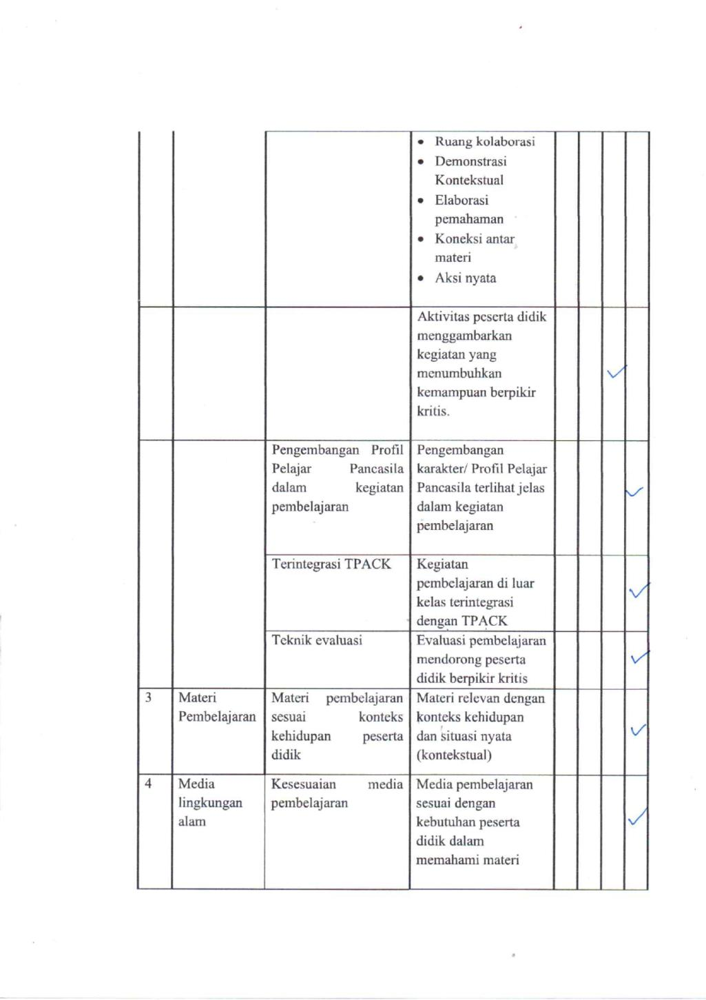 • Ruang kolaborasi
• Demonstrasi
Kontekstual
• Elaborasi
pemahaman
• Koneksi antar
materi
• Aksi nyata
Aktivitas peserta didik
menggambarkan
kegiatan yang
menumbuhkan
kemampuan berpikir
kritis.
✓
Pengembangan Profil
Pelajar Pancasila
dalam kegiatan
pembelajaran
Pengembangan
karakter/ Profil Pelajar
Pancasila terlihat jelas
dalam kegiatan
pembelajaran
✓
Terintegrasi TPACK
Kegiatan
pembelajaran di luar
kelas terintegrasi
dengan TPACK
✓
Teknik evaluasi
Evaluasi pembelajaran
mendorong peserta
didik berpikir kritis
✓
3
Materi
Pembelajaran
Materi pembelajaran
sesuai konteks
kehidupan peserta
didik
Materi relevan dengan
konteks kehidupan
dan situasi nyata
(kontekstual)
✓
4
Media
lingkungan
alam
Kesesuaian media
pembelajaran
Media pembelajaran
sesuai dengan
kebutuhan peserta
didik dalam
memahami materi
✓